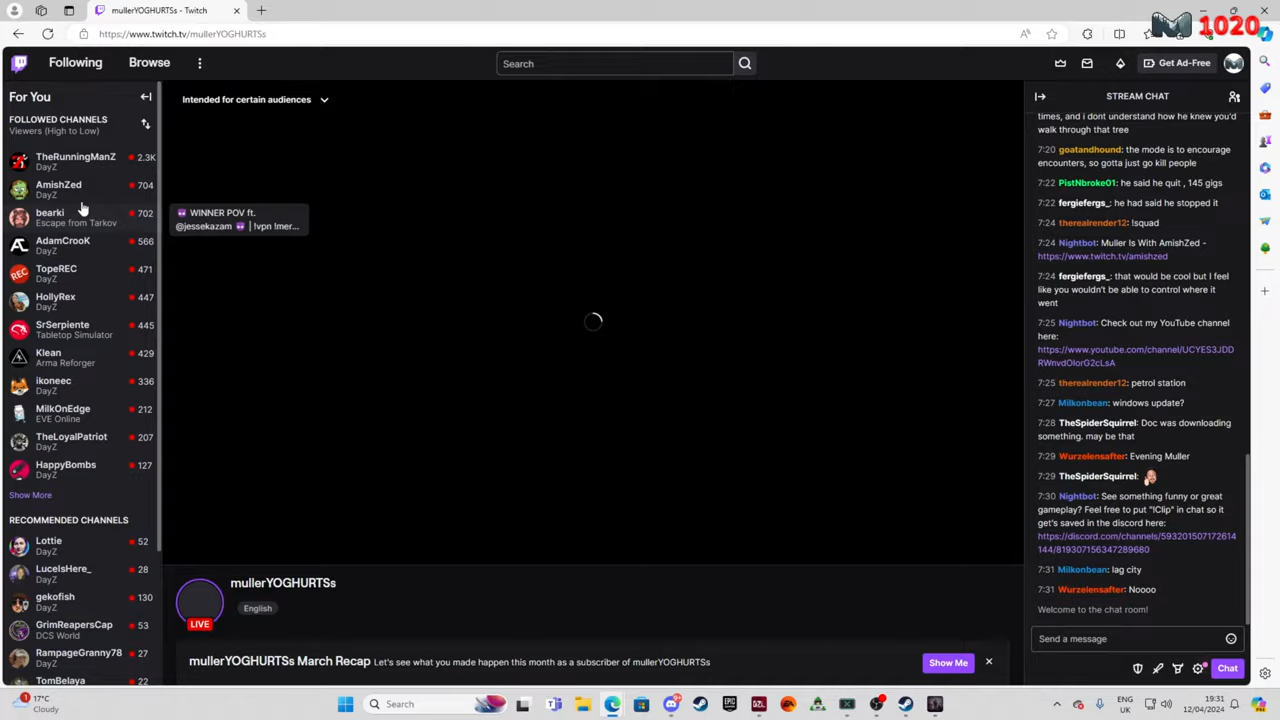 mullerYOGHURTSs - Twitch
1020
https://www.twitch.tv/mullerYOGHURTSs
Following
Browse
Search
Get Ad-Free
For You
FOLLOWED CHANNELS
Viewers (High to Low)
TheRunningManZ 2.3K
DayZ
AmishZed 704
DayZ
bearki 702
Escape from Tarkov
AdamCrooK 566
DayZ
TopeREC 471
DayZ
HollyRex 447
DayZ
SrSerpiente 445
Tabletop Simulator
Klean 429
Arma Reforger
ikoneec 336
DayZ
MilkOnEdge 212
EVE Online
TheLoyalPatriot 207
DayZ
HappyBombs 127
DayZ
Show More
RECOMMENDED CHANNELS
Lottie 52
DayZ
LuceIsHere_ 28
DayZ
gekofish 130
DayZ
GrimReapersCap 53
DCS World
RampageGranny78 27
DayZ
TomBelaya 22
Intended for certain audiences
WINNER POV ft.
@jessekazam | !vpn !mer...
mullerYOGHURTSs
English
LIVE
mullerYOGHURTSs March Recap Let's see what you made happen this month as a subscriber of mullerYOGHURTSs
Show Me
STREAM CHAT
times, and i dont understand how he knew you'd
walk through that tree
7:20 goatandhound: the mode is to encourage
encounters, so gotta just go kill people
7:22 PistNbroke01: he said he quit , 145 gigs
7:22 fergiefergs_: he had said he stopped it
7:24 therealrender12: !squad
7:24 Nightbot: Muller Is With AmishZed -
https://www.twitch.tv/amishzed
7:24 fergiefergs_: that would be cool but I feel
like you wouldn't be able to control where it
went
7:25 Nightbot: Check out my YouTube channel
here:
https://www.youtube.com/channel/UCYES3JDD
RWnvdOlorG2cLsA
7:25 therealrender12: petrol station
7:27 Milkonbean: windows update?
7:28 TheSpiderSquirrel: Doc was downloading
something. may be that
7:29 Wurzelensafter: Evening Muller
7:29 TheSpiderSquirrel:
7:30 Nightbot: See something funny or great
gameplay? Feel free to put "!Clip" in chat so it
get's saved in the discord here:
https://discord.com/channels/593201507172614
144/819307156347289680
7:31 Milkonbean: lag city
7:31 Wurzelensafter: Noooo
Welcome to the chat room!
Send a message
Chat
1
17°C
Cloudy
Search
ENG
UK
19:31
12/04/2024